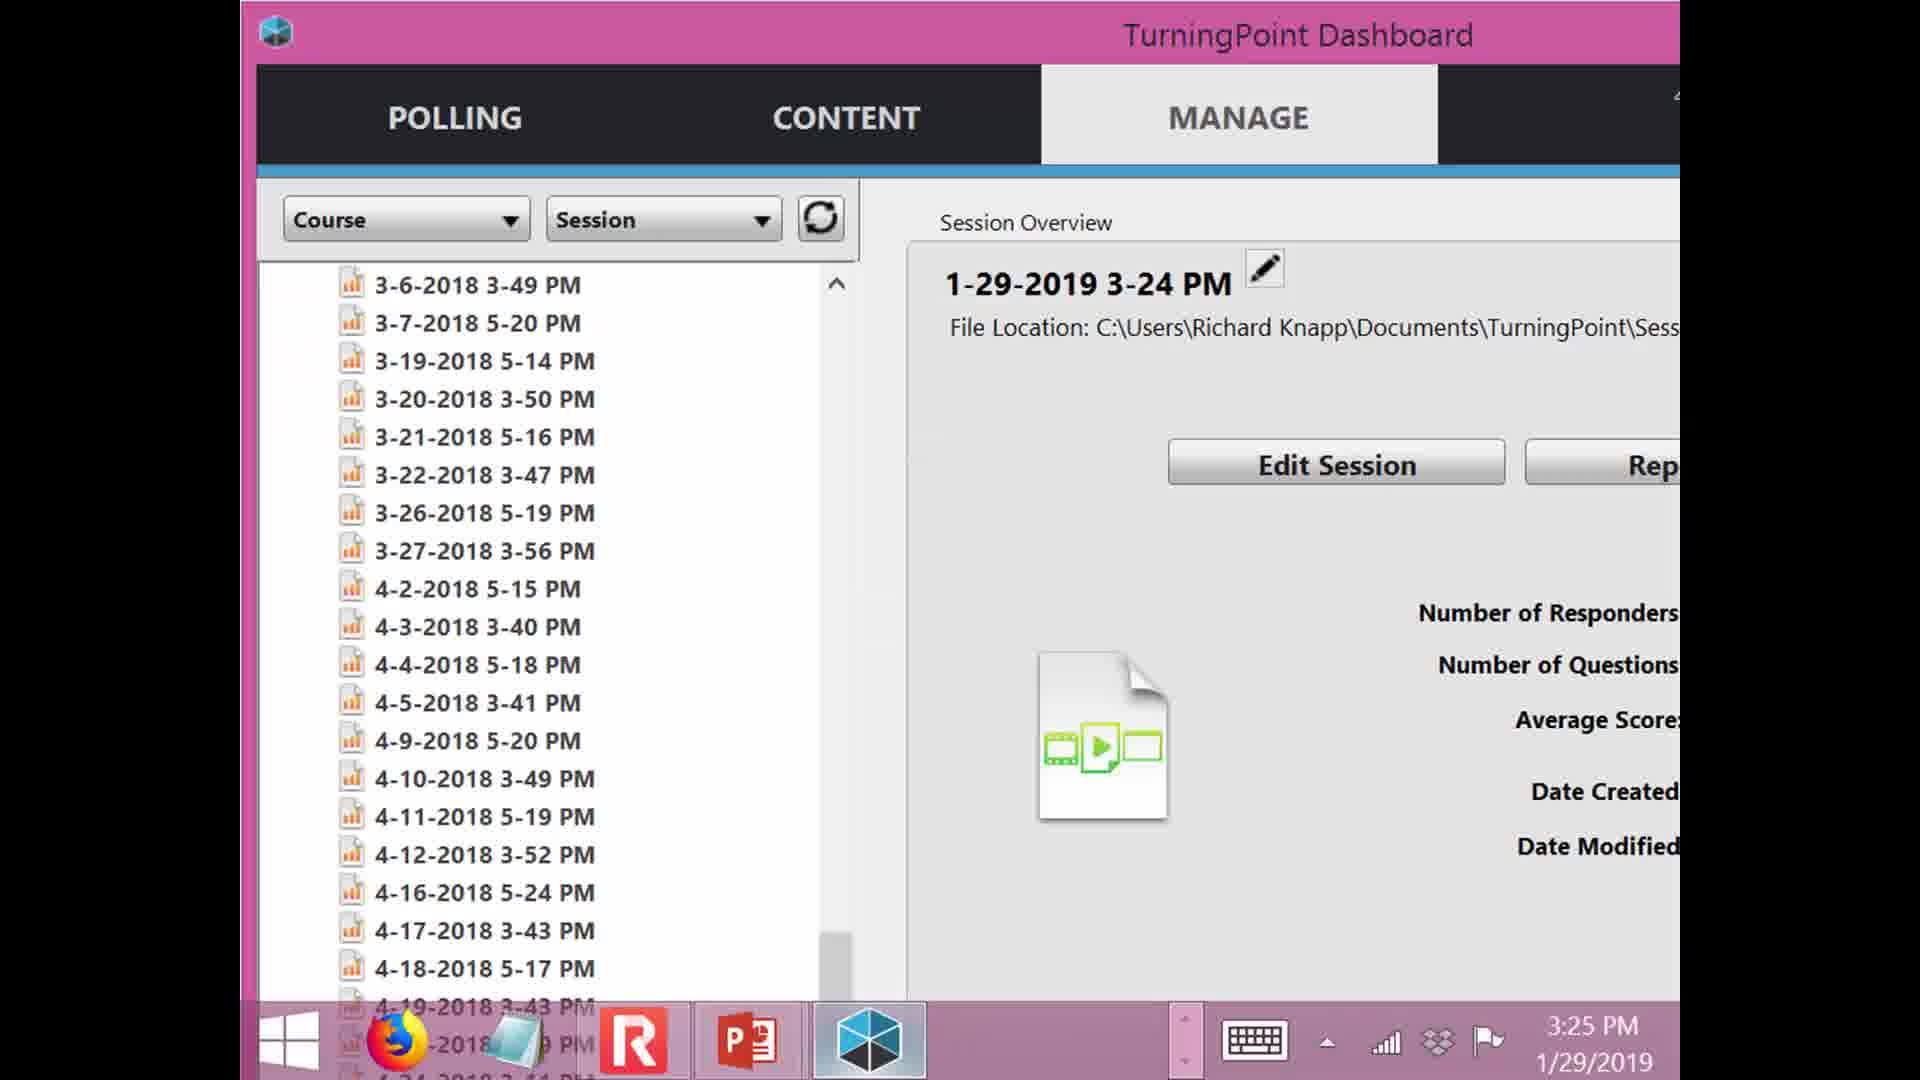 TurningPoint Dashboard
POLLING
CONTENT
MANAGE
Course
Session
Session Overview
1-29-2019 3-24 PM
File Location: C:\Users\Richard Knapp\Documents\TurningPoint\Sess
Edit Session
Rep
Number of Responders
Number of Questions
Average Score:
Date Created
Date Modified
3-6-2018 3-49 PM
3-7-2018 5-20 PM
3-19-2018 5-14 PM
3-20-2018 3-50 PM
3-21-2018 5-16 PM
3-22-2018 3-47 PM
3-26-2018 5-19 PM
3-27-2018 3-56 PM
4-2-2018 5-15 PM
4-3-2018 3-40 PM
4-4-2018 5-18 PM
4-5-2018 3-41 PM
4-9-2018 5-20 PM
4-10-2018 3-49 PM
4-11-2018 5-19 PM
4-12-2018 3-52 PM
4-16-2018 5-24 PM
4-17-2018 3-43 PM
4-18-2018 5-17 PM
4-19-2018 3-43 PM
3:25 PM
1/29/2019